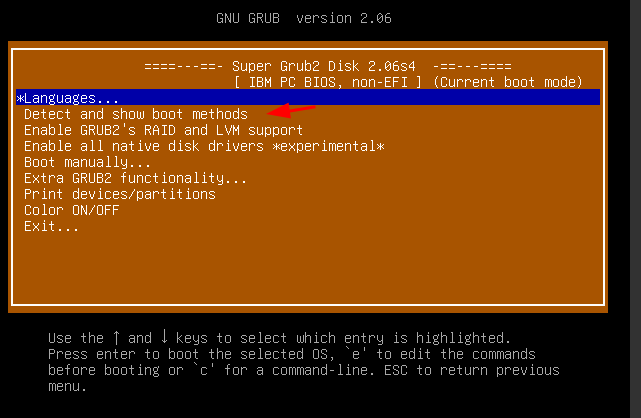 GNU GRUB  version 2.06
====---==- Super Grub2 Disk 2.06s4  -==---====
[ IBM PC BIOS, non-EFI ] (Current boot mode)
*Languages...
Detect and show boot methods
Enable GRUB2's RAID and LVM support
Enable all native disk drivers *experimental*
Boot manually...
Extra GRUB2 functionality...
Print devices/partitions
Color ON/OFF
Exit...
Use the ↑ and ↓ keys to select which entry is highlighted.
Press enter to boot the selected OS, `e' to edit the commands
before booting or `c' for a command-line. ESC to return previous
menu.